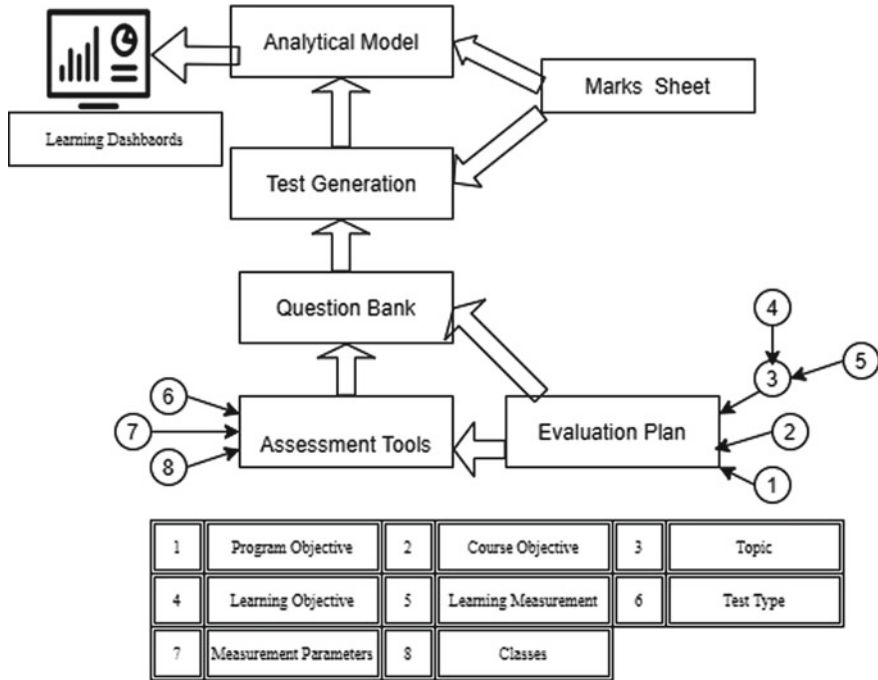 Analytical Model
Marks Sheet
Learning Dashbaords
Test Generation
Question Bank
4
3
5
6
7
8
Assessment Tools
Evaluation Plan
2
1
1 Program Objective 2 Course Objective 3 Topic
4 Learning Objective 5 Learning Measurement 6 Test Type
7 Measurement Parameters 8 Classes